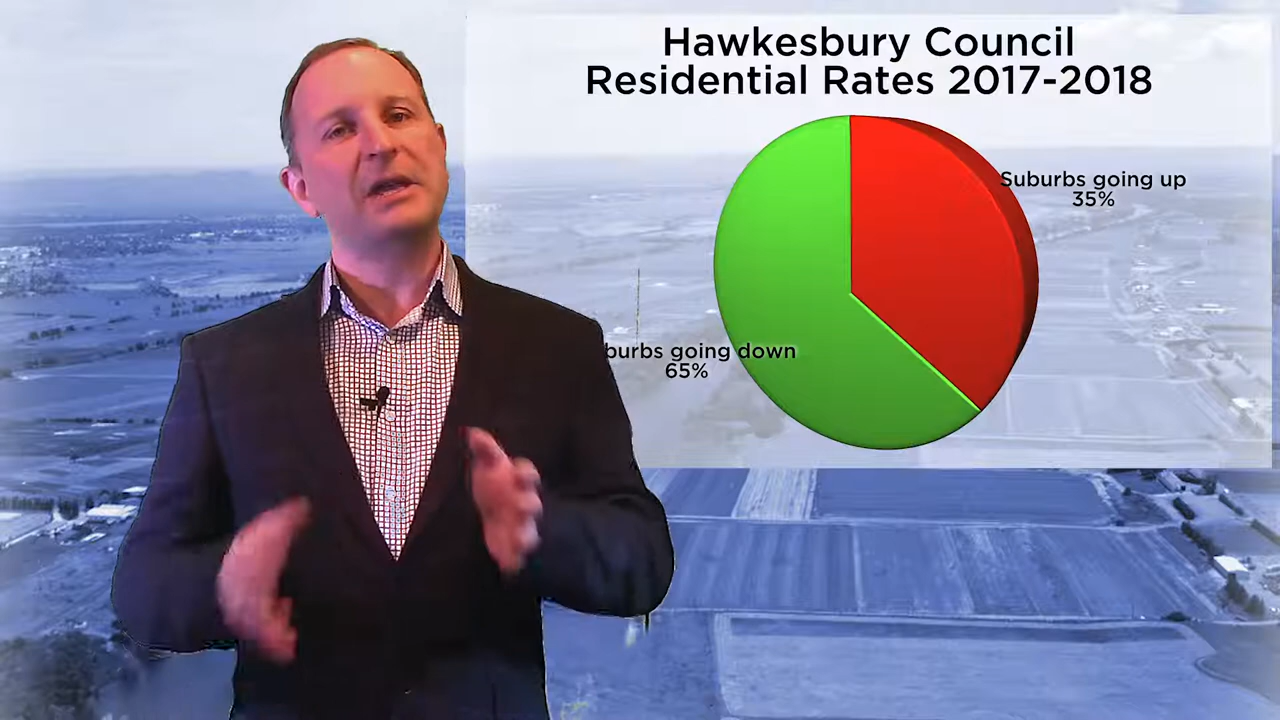 Hawkesbury Council
Residential Rates 2017-2018
Suburbs going up
35%
burbs going down
65%